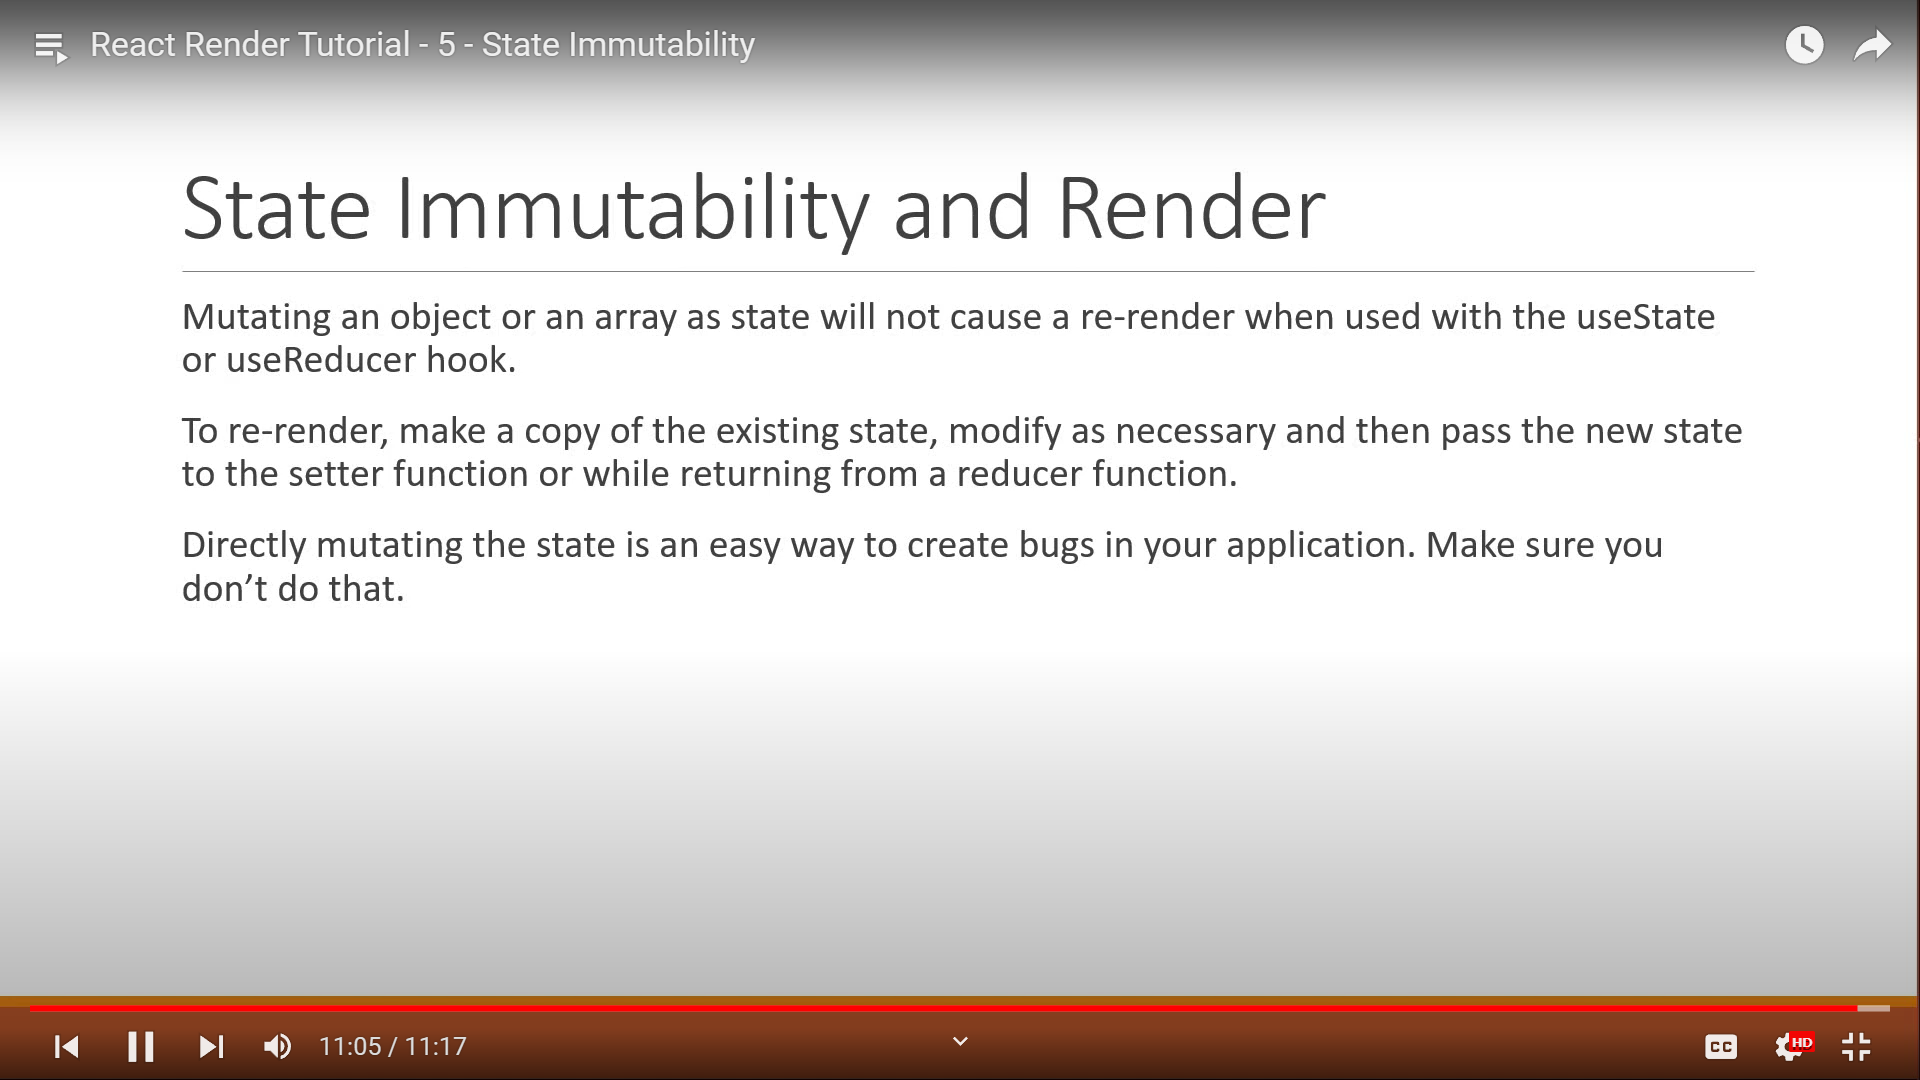 React Render Tutorial - 5 - State Immutability
State Immutability and Render
Mutating an object or an array as state will not cause a re-render when used with the useState
or useReducer hook.
To re-render, make a copy of the existing state, modify as necessary and then pass the new state
to the setter function or while returning from a reducer function.
Directly mutating the state is an easy way to create bugs in your application. Make sure you
don’t do that.
11:05 / 11:17
CC
HD